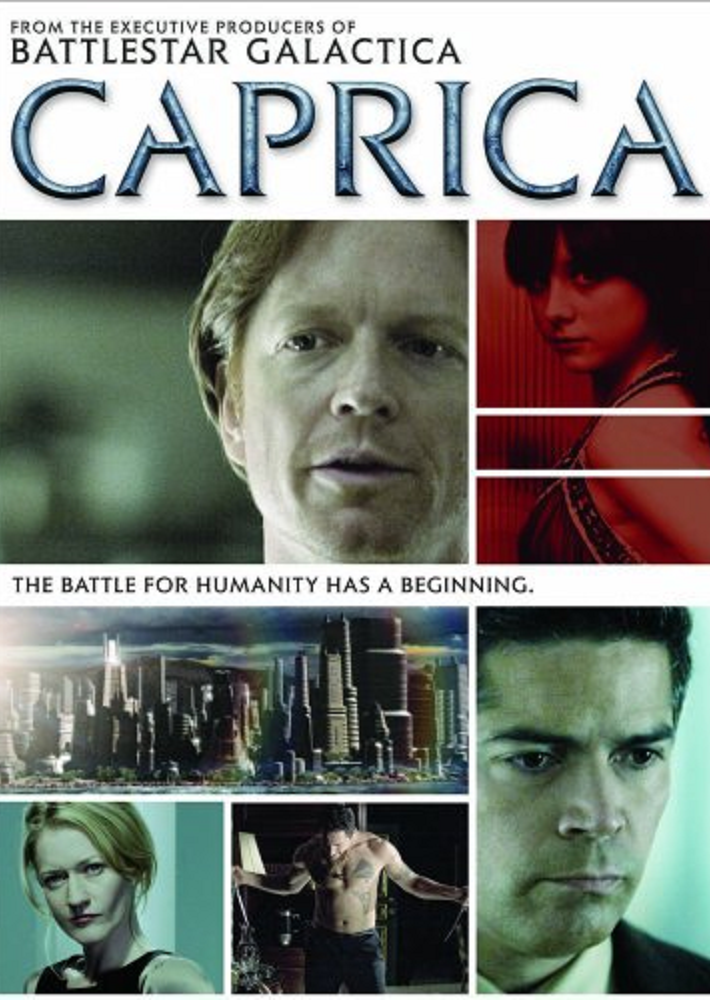 FROM THE EXECUTIVE PRODUCERS OF
BATTLESTAR GALACTICA
CAPRICA
THE BATTLE FOR HUMANITY HAS A BEGINNING.